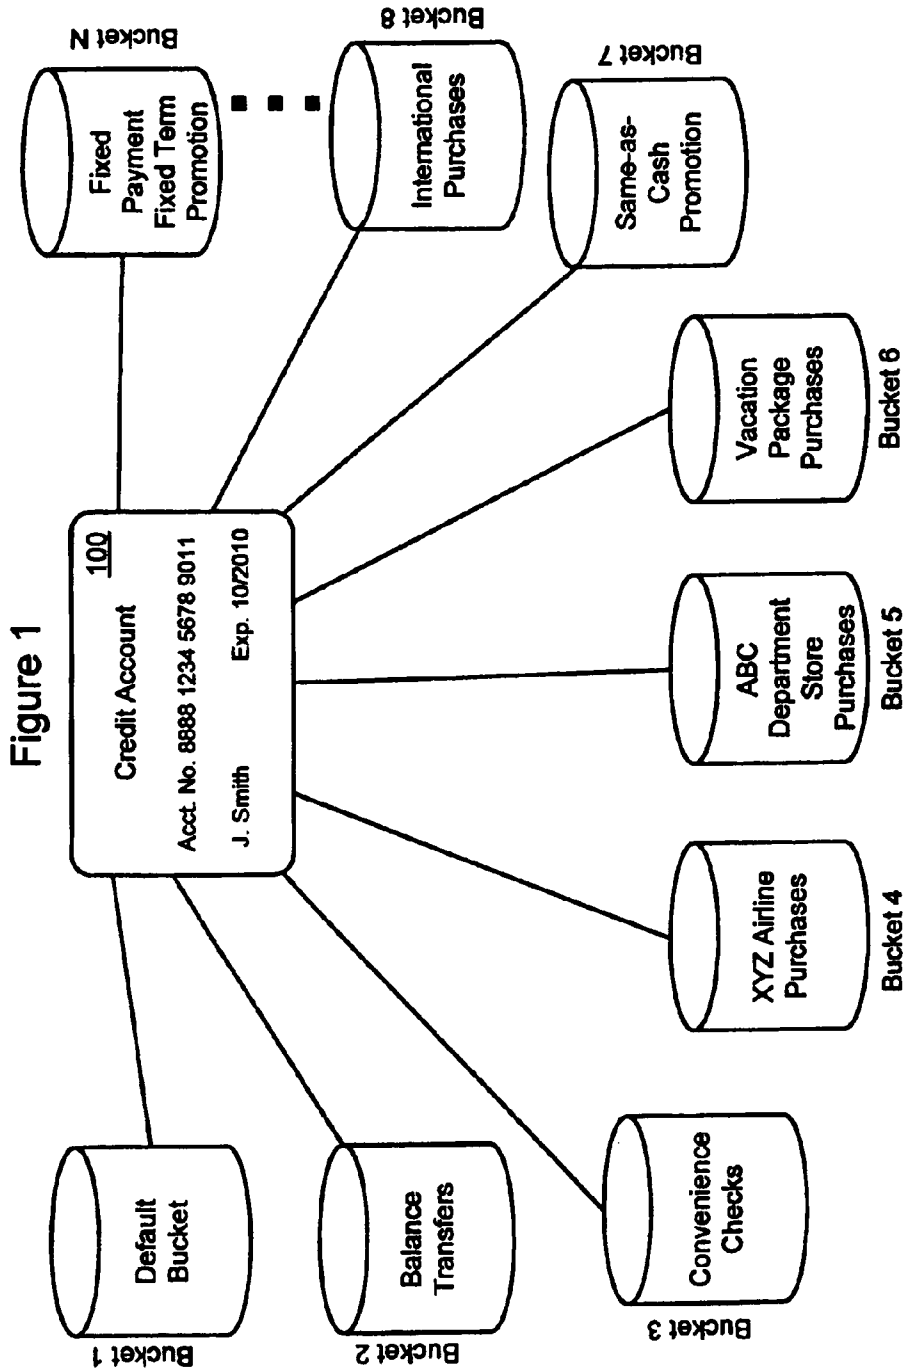 Figure 1
100
Credit Account
Acct. No. 8888 1234 5678 9011
J. Smith Exp. 10/2010
Bucket 1
Default
Bucket
Bucket 2
Balance
Transfers
Bucket 3
Convenience
Checks
XYZ Airline
Purchases
Bucket 4
ABC
Department
Store
Purchases
Bucket 5
Vacation
Package
Purchases
Bucket 6
Same-as-
Cash
Promotion
Bucket 7
International
Purchases
Bucket 8
Fixed
Payment
Fixed Term
Promotion
Bucket N